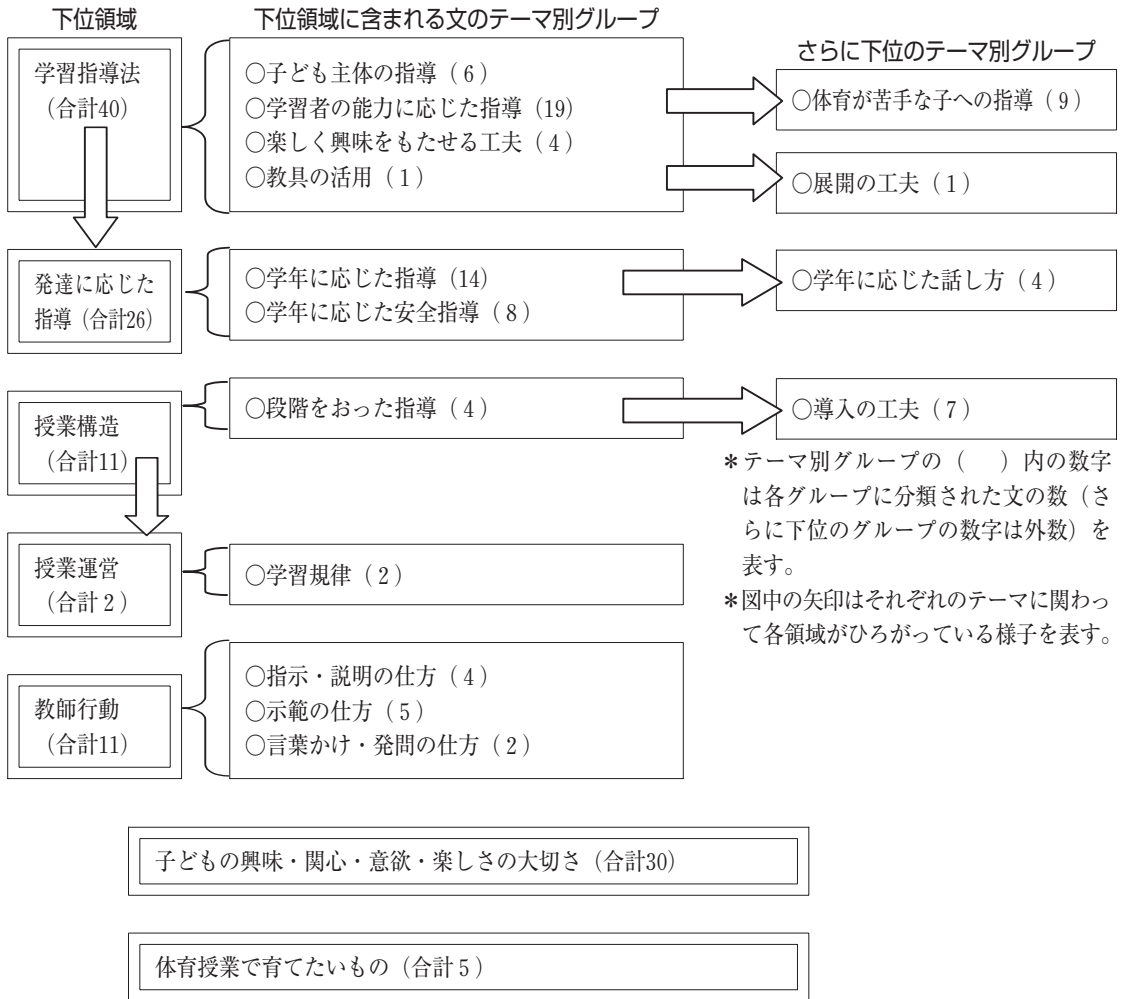 下位領域
下位領域に含まれる文のテーマ別グループ
さらに下位のテーマ別グループ
学習指導法
(合計40)
○子ども主体の指導(6)
○学習者の能力に応じた指導(19)
○楽しく興味をもたせる工夫(4)
○教具の活用(1)
○体育が苦手な子への指導(9)
○展開の工夫(1)
発達に応じた
指導(合計26)
○学年に応じた指導(14)
○学年に応じた安全指導(8)
○学年に応じた話し方(4)
授業構造
(合計11)
○段階をおった指導(4)
○導入の工夫(7)
*テーマ別グループの( )内の数字
は各グループに分類された文の数(さ
らに下位のグループの数字は外数)を
表す。
*図中の矢印はそれぞれのテーマに関わっ
て各領域がひろがっている様子を表す。
授業運営
(合計2)
○学習規律(2)
教師行動
(合計11)
○指示・説明の仕方(4)
○示範の仕方(5)
○言葉かけ・発問の仕方(2)
子どもの興味・関心・意欲・楽しさの大切さ(合計30)
体育授業で育てたいもの(合計5)